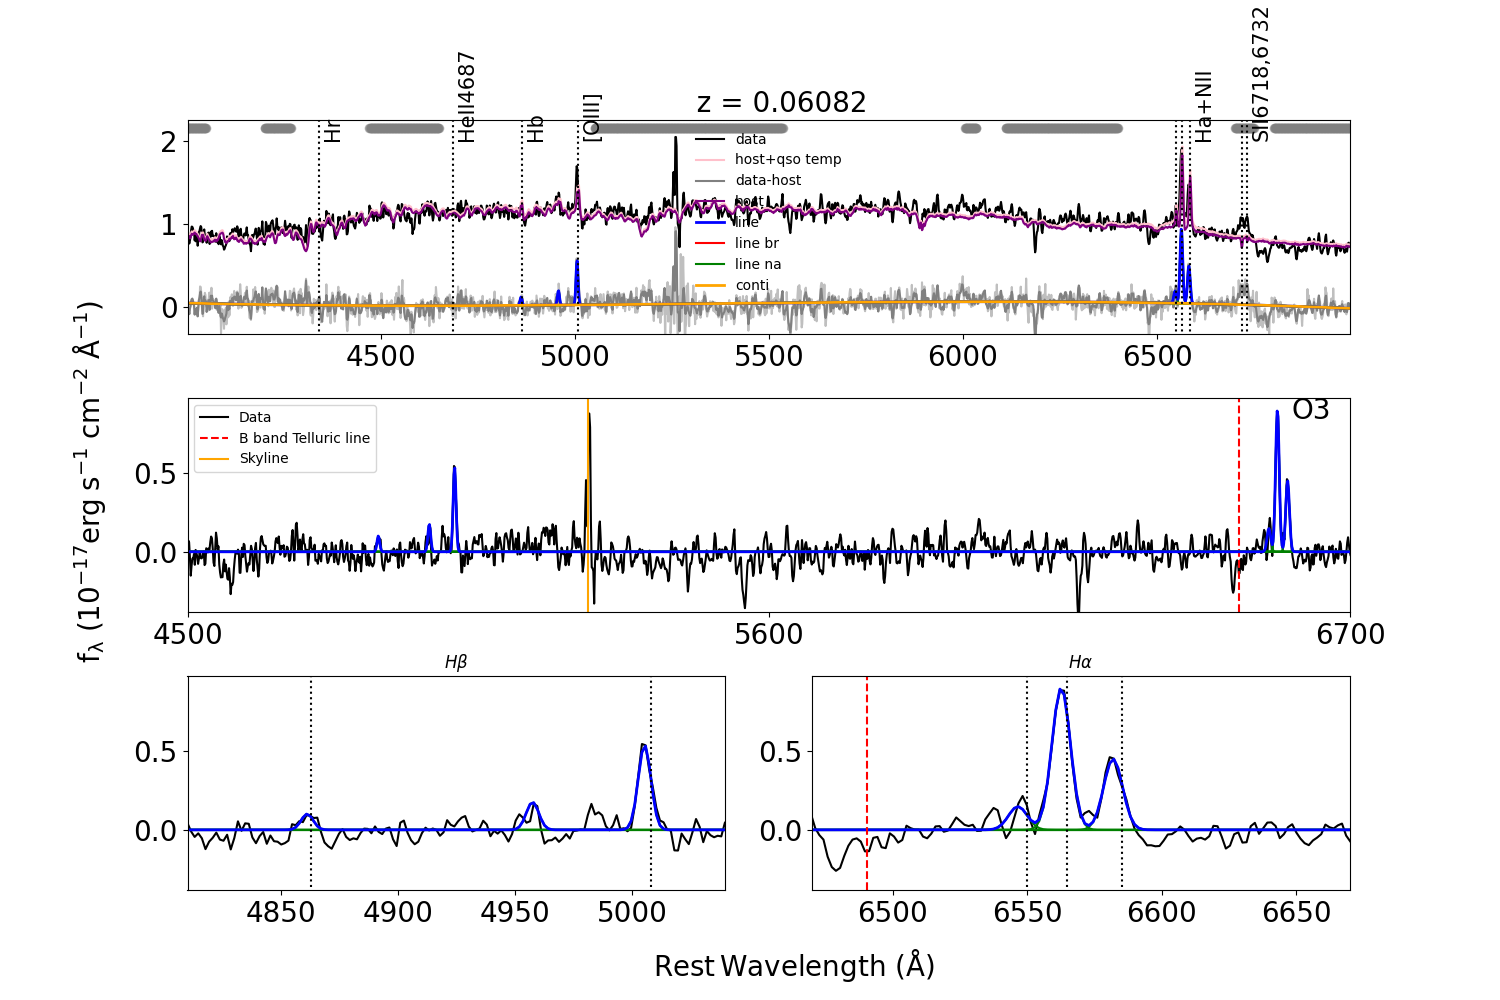 z = 0.06082
Hr
HeII4687
Hb
[OIII]
Ha+NII
SII6718,6732
data
host+qso temp
data-host
host
line
line br
line na
conti
2
1
0
4500 5000 5500 6000 6500
fλ (10⁻¹⁷erg s⁻¹ cm⁻² Å⁻¹)
Data
B band Telluric line
Skyline
O3
0.5
0.0
4500 5600 6700
Hβ
0.5
0.0
4850 4900 4950 5000
Hα
0.5
0.0
6500 6550 6600 6650
Rest Wavelength (Å)